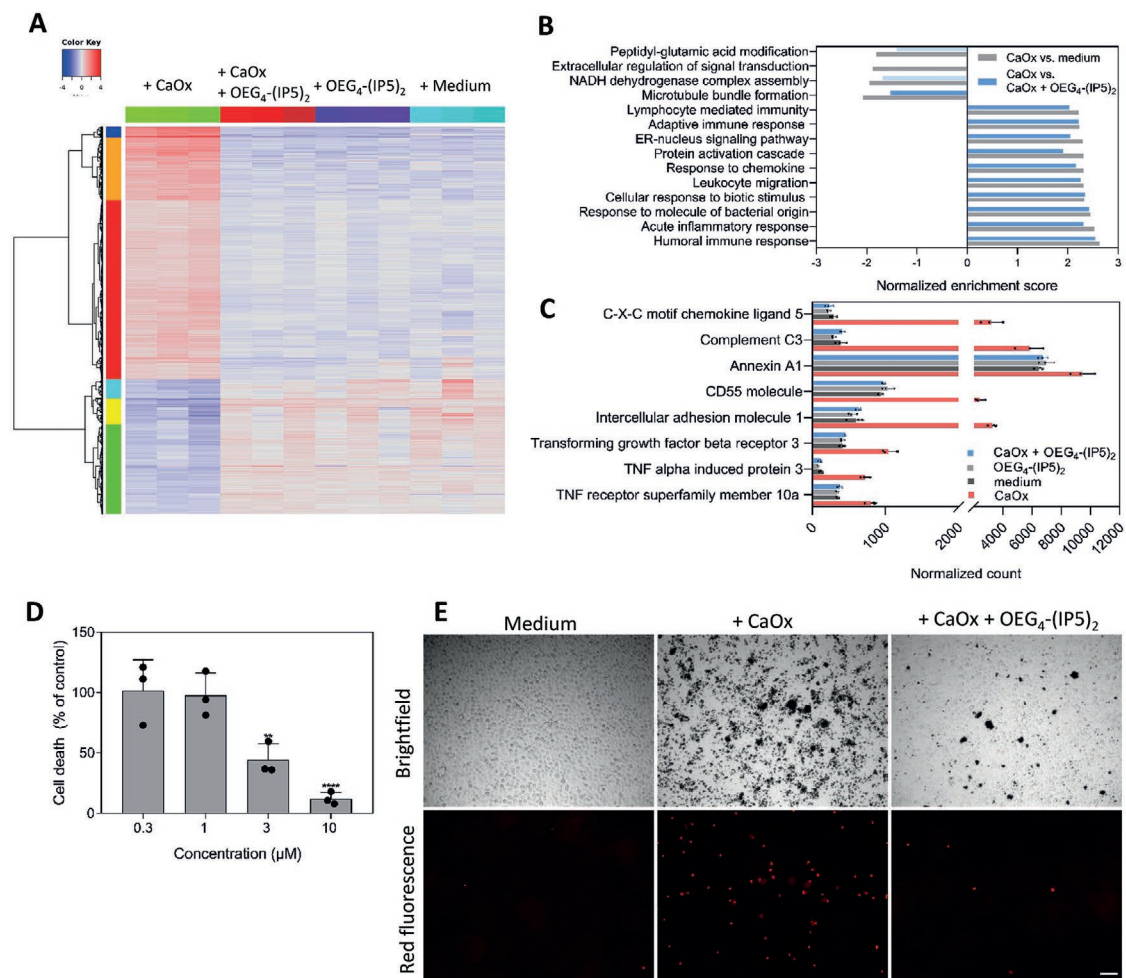 A
Color Key
-4 0 4
+ CaOx
+ CaOx
+ OEG₄-(IP5)₂
+ OEG₄-(IP5)₂
+ Medium
B
Peptidyl-glutamic acid modification
Extracellular regulation of signal transduction
NADH dehydrogenase complex assembly
Microtubule bundle formation
Lymphocyte mediated immunity
Adaptive immune response
ER-nucleus signaling pathway
Protein activation cascade
Response to chemokine
Leukocyte migration
Cellular response to biotic stimulus
Response to molecule of bacterial origin
Acute inflammatory response
Humoral immune response
CaOx vs. medium
CaOx vs.
CaOx + OEG₄-(IP5)₂
-3 -2 -1 0 1 2 3
Normalized enrichment score
C
C-X-C motif chemokine ligand 5
Complement C3
Annexin A1
CD55 molecule
Intercellular adhesion molecule 1
Transforming growth factor beta receptor 3
TNF alpha induced protein 3
TNF receptor superfamily member 10a
CaOx + OEG₄-(IP5)₂
OEG₄-(IP5)₂
medium
CaOx
0 1000 2000 4000 6000 8000 10000 12000
Normalized count
D
Cell death (% of control)
150
100
50
0
**
****
0.3 1 3 10
Concentration (µM)
E
Medium
+ CaOx
+ CaOx + OEG₄-(IP5)₂
Brightfield
Red fluorescence